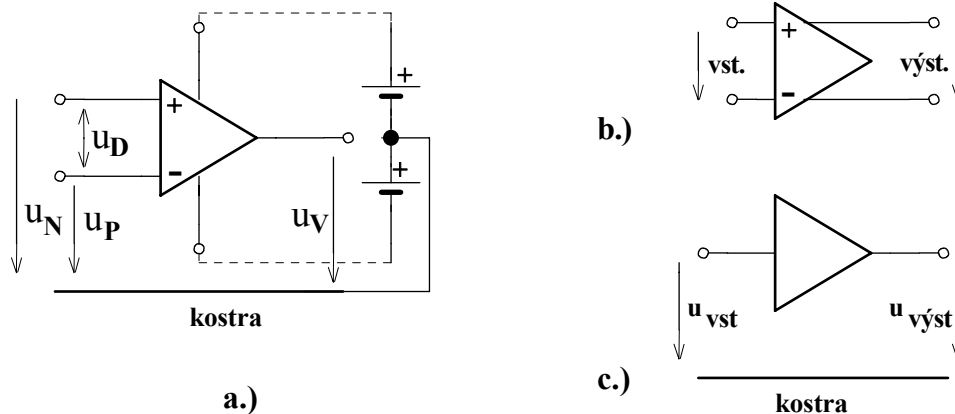 +
+
u D
-
+
u N
u P
u V
kostra
a.)
+
vst.
výst.
-
b.)
u vst
u výst
kostra
c.)